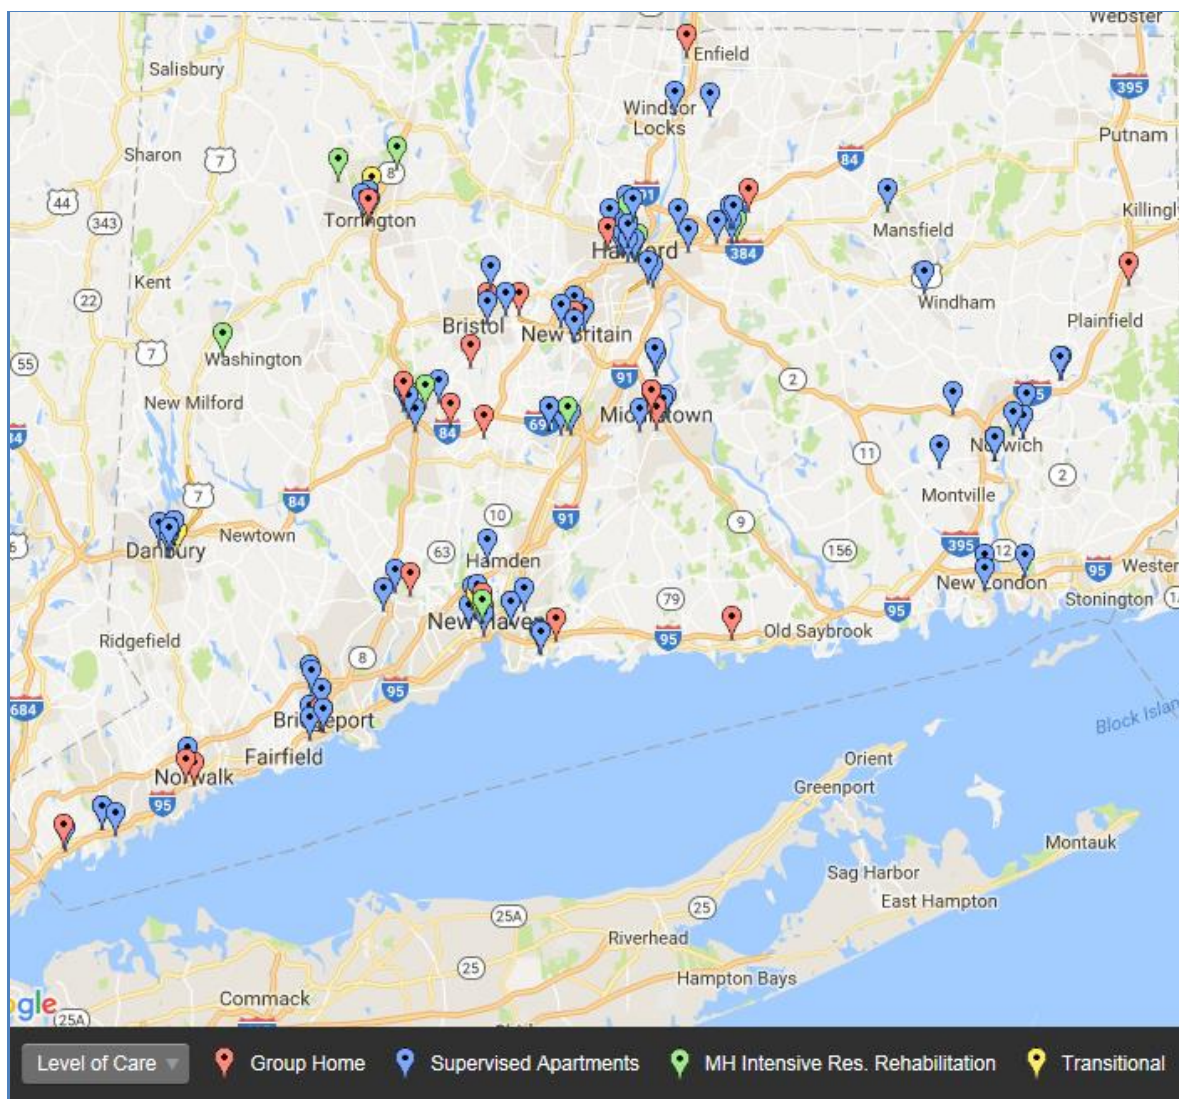 Webster
Enfield
Salisbury
395
Windsor
Locks
Putnam
Sharon
7
84
8
44
Torrington
Killingly
343
Mansfield
Hartford
384
Kent
22
Windham
Bristol
New Britain
Plainfield
7
55
Washington
91
2
New Milford
Middletown
84
84
Norwich
11
2
7
84
Montville
10
91
9
Newtown
Danbury
63
156
395
12
Hamden
New London
95
79
Stonington
95
New Haven
95
Old Saybrook
Ridgefield
8
95
684
Bridgeport
Block Islan
Fairfield
Orient
Norwalk
Greenport
95
Montauk
Sag Harbor
East Hampton
25A
25
Riverhead
25
Hampton Bays
Commack
ogle
25A
Level of Care
Group Home
Supervised Apartments
MH Intensive Res. Rehabilitation
Transitional